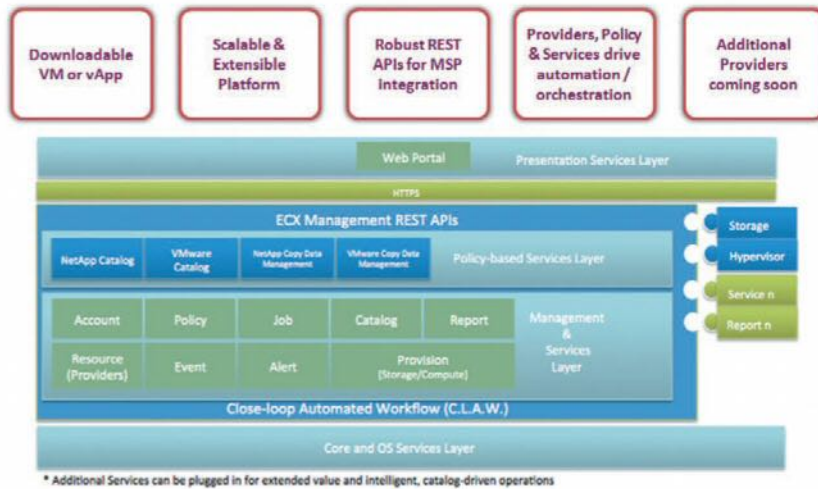 Downloadable
VM or vApp
Scalable &
Extensible
Platform
Robust REST
APIs for MSP
integration
Providers, Policy
& Services drive
automation /
orchestration
Additional
Providers
coming soon
Web Portal
Presentation Services Layer
HTTPS
ECX Management REST APIs
NetApp Catalog
VMware
Catalog
NetApp Copy Data
Management
VMware Copy Data
Management
Policy-based Services Layer
Storage
Hypervisor
Service n
Report n
Account
Policy
Job
Catalog
Report
Management
&
Services
Layer
Resource
(Providers)
Event
Alert
Provision
(Storage/Compute)
Close-loop Automated Workflow (C.L.A.W.)
Core and OS Services Layer
* Additional Services can be plugged in for extended value and intelligent, catalog-driven operations